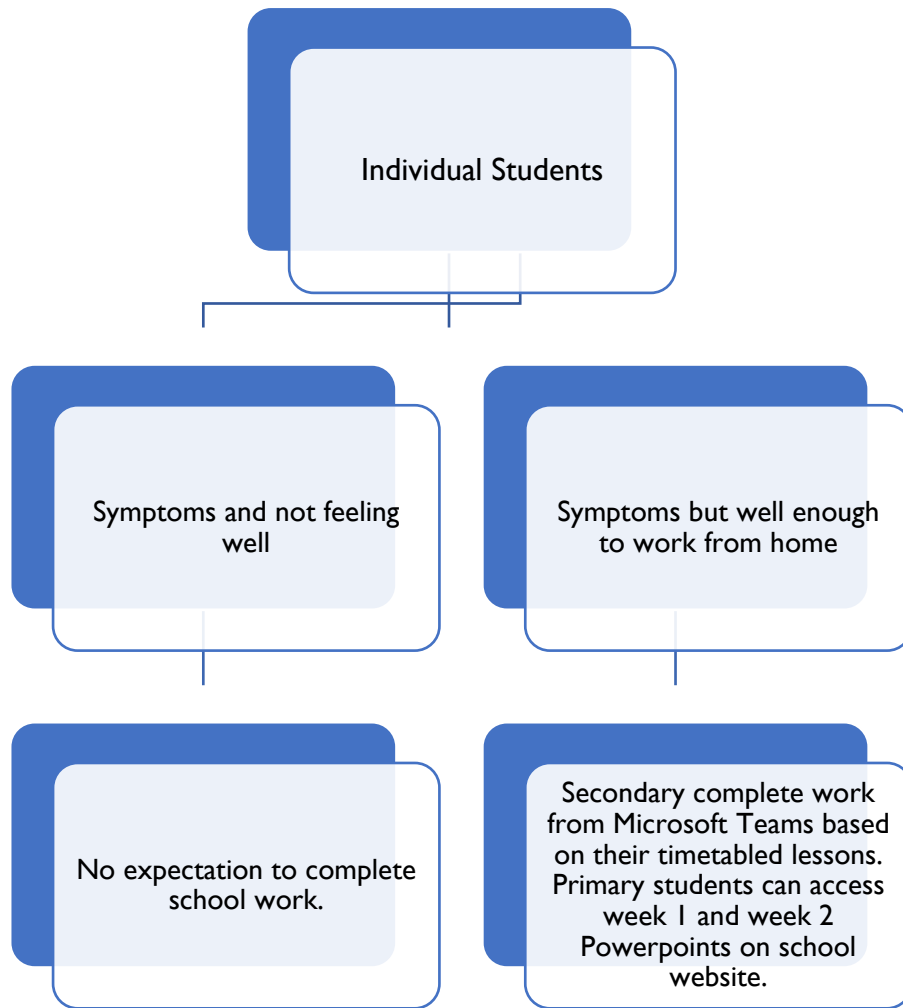 Individual Students
Symptoms and not feeling
well
Symptoms but well enough
to work from home
No expectation to complete
school work.
Secondary complete work
from Microsoft Teams based
on their timetabled lessons.
Primary students can access
week 1 and week 2
Powerpoints on school
website.